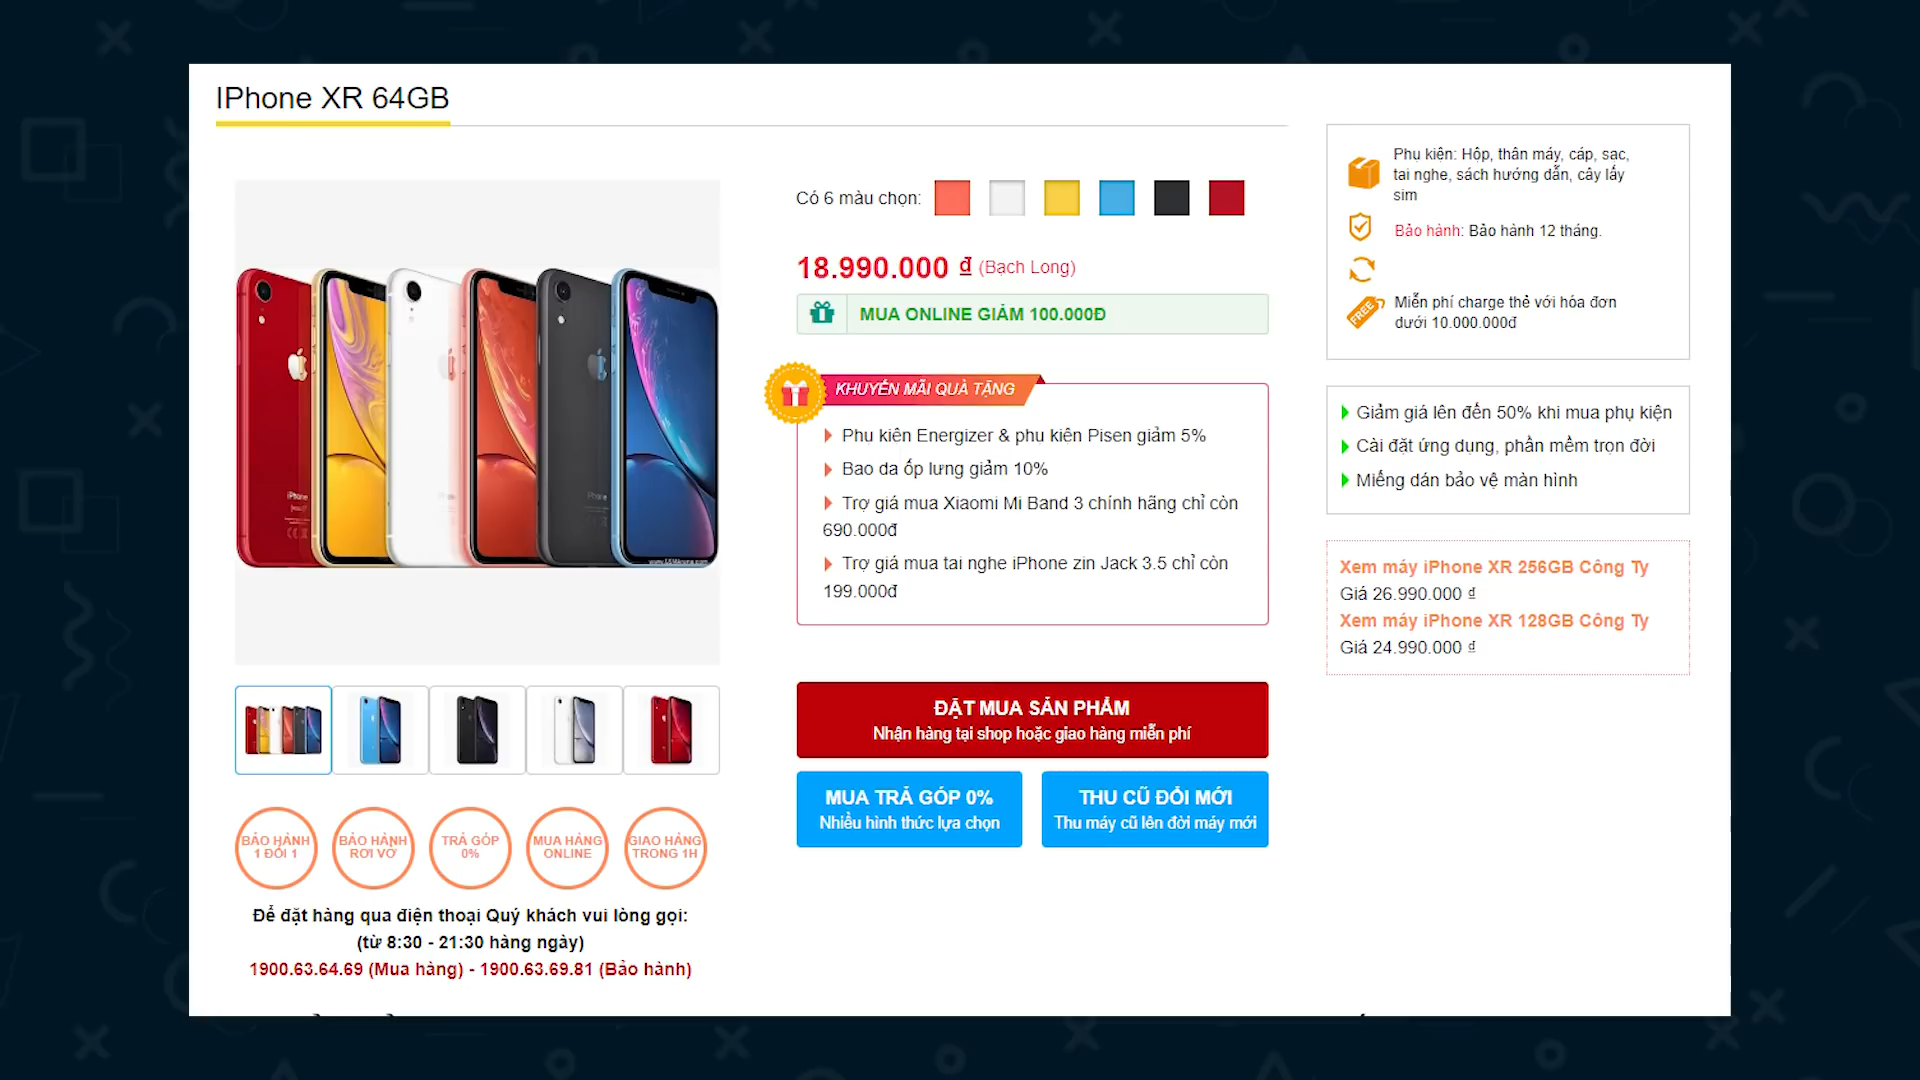 IPhone XR 64GB
Có 6 màu chọn:
18.990.000 ₫ (Bạch Long)
MUA ONLINE GIẢM 100.000Đ
KHUYẾN MÃI QUÀ TẶNG
Phụ kiện Energizer & phụ kiện Pisen giảm 5%
Bao da ốp lưng giảm 10%
Trợ giá mua Xiaomi Mi Band 3 chính hãng chỉ còn
690.000đ
Trợ giá mua tai nghe iPhone zin Jack 3.5 chỉ còn
199.000đ
ĐẶT MUA SẢN PHẨM
Nhận hàng tại shop hoặc giao hàng miễn phí
MUA TRẢ GÓP 0%
Nhiều hình thức lựa chọn
THU CŨ ĐỔI MỚI
Thu máy cũ lên đời máy mới
BẢO HÀNH
1 ĐỔI 1
BẢO HÀNH
RƠI VỠ
TRẢ GÓP
0%
MUA HÀNG
ONLINE
GIAO HÀNG
TRONG 1H
Để đặt hàng qua điện thoại Quý khách vui lòng gọi:
(từ 8:30 - 21:30 hàng ngày)
1900.63.64.69 (Mua hàng) - 1900.63.69.81 (Bảo hành)
Phụ kiện: Hộp, thân máy, cáp, sạc,
tai nghe, sách hướng dẫn, cây lấy
sim
Bảo hành: Bảo hành 12 tháng.
FREE
Miễn phí charge thẻ với hóa đơn
dưới 10.000.000đ
Giảm giá lên đến 50% khi mua phụ kiện
Cài đặt ứng dụng, phần mềm trọn đời
Miếng dán bảo vệ màn hình
Xem máy iPhone XR 256GB Công Ty
Giá 26.990.000 ₫
Xem máy iPhone XR 128GB Công Ty
Giá 24.990.000 ₫
iPhone
iPhone